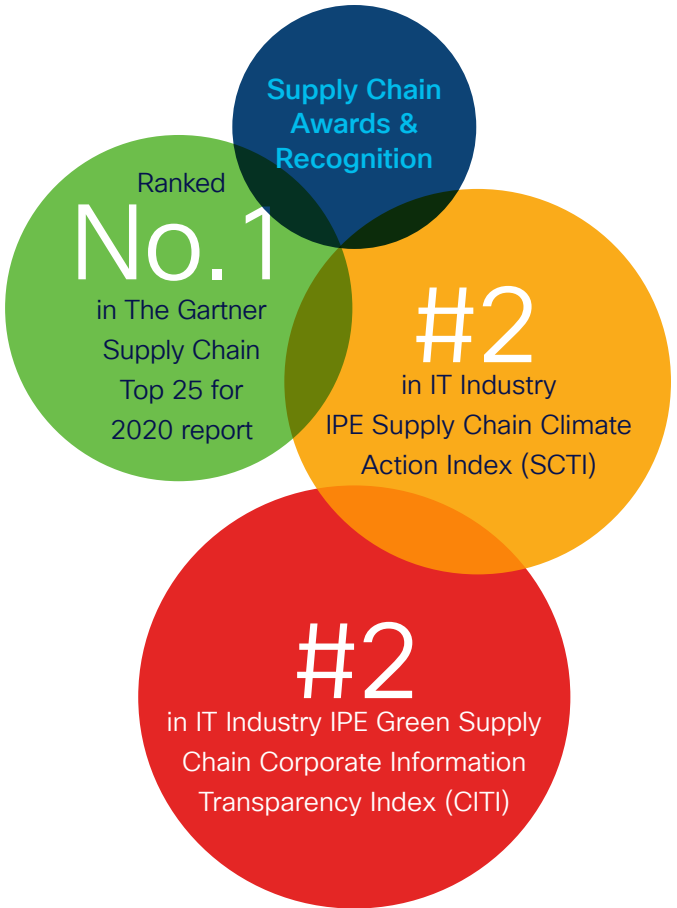 Supply Chain
Awards &
Recognition
Ranked
No.1
in The Gartner
Supply Chain
Top 25 for
2020 report
#2
in IT Industry
IPE Supply Chain Climate
Action Index (SCTI)
#2
in IT Industry IPE Green Supply
Chain Corporate Information
Transparency Index (CITI)